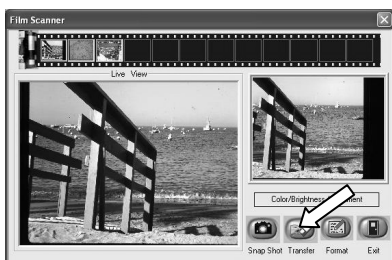 Film Scanner
Live View
Color/Brightness
Snap Shot Transfer Format Exit